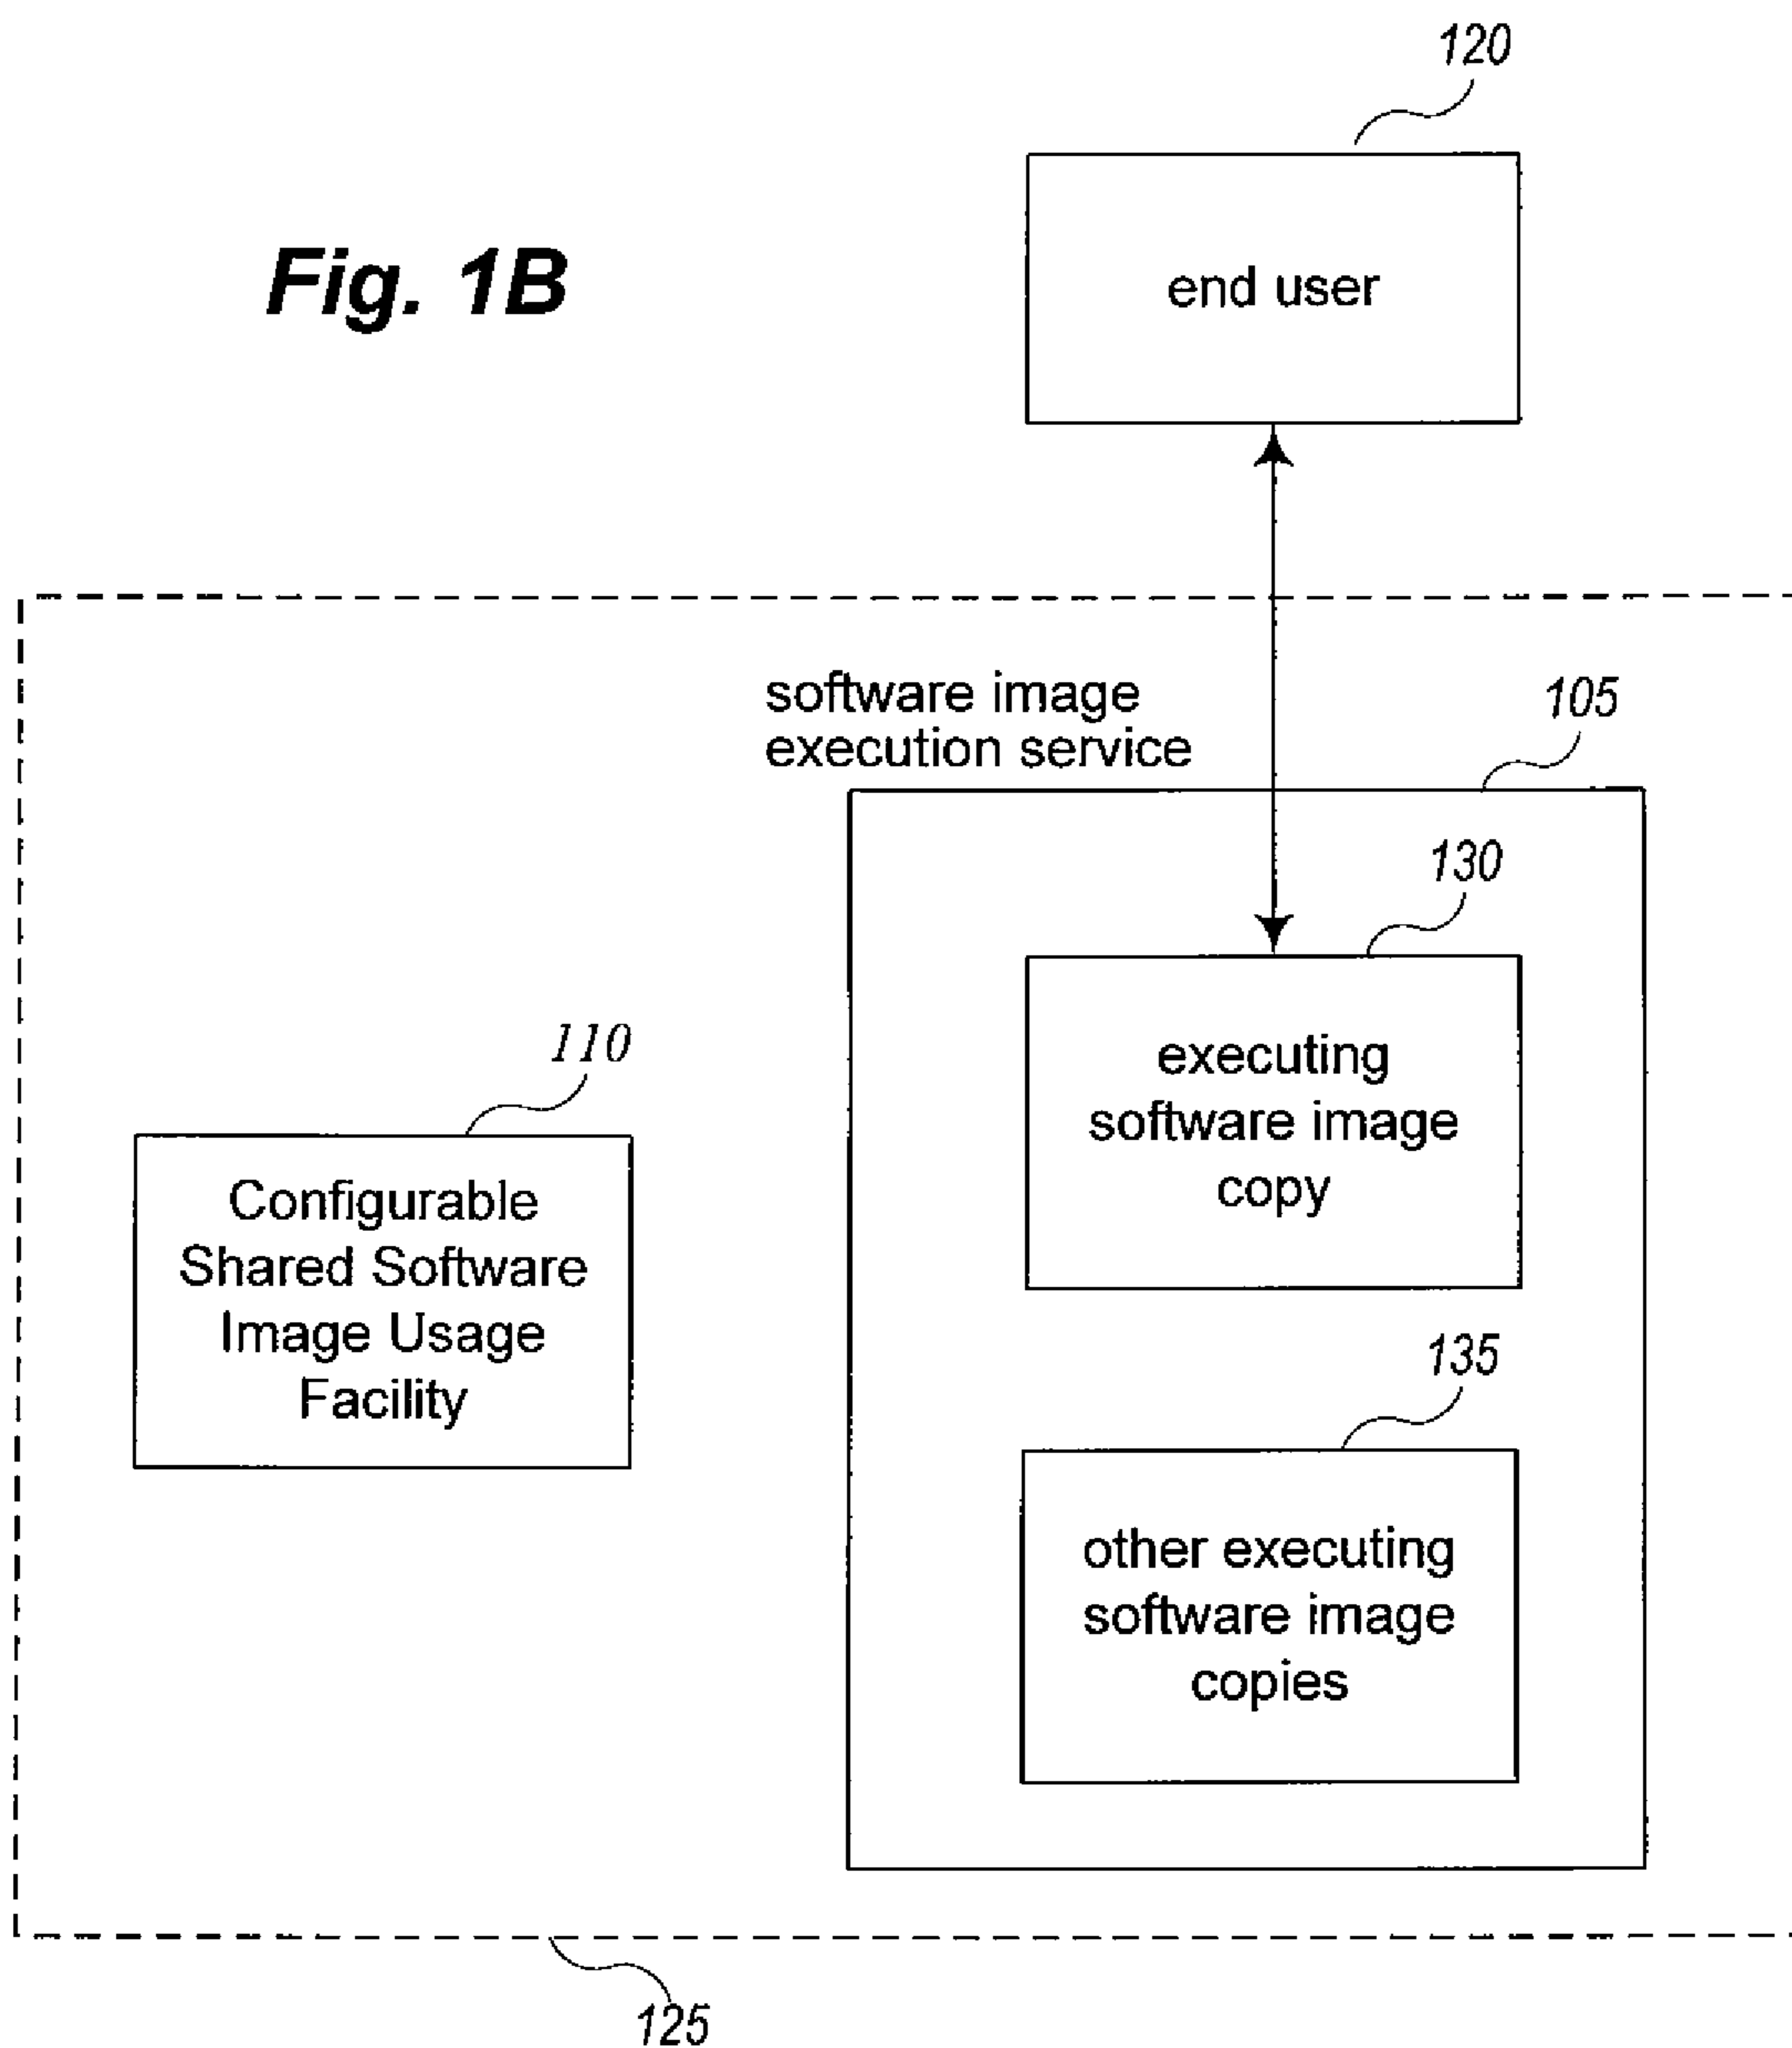 120
end user
Fig. 1B
software image
execution service
105
130
executing
software image
copy
110
Configurable
Shared Software
Image Usage
Facility
135
other executing
software image
copies
125